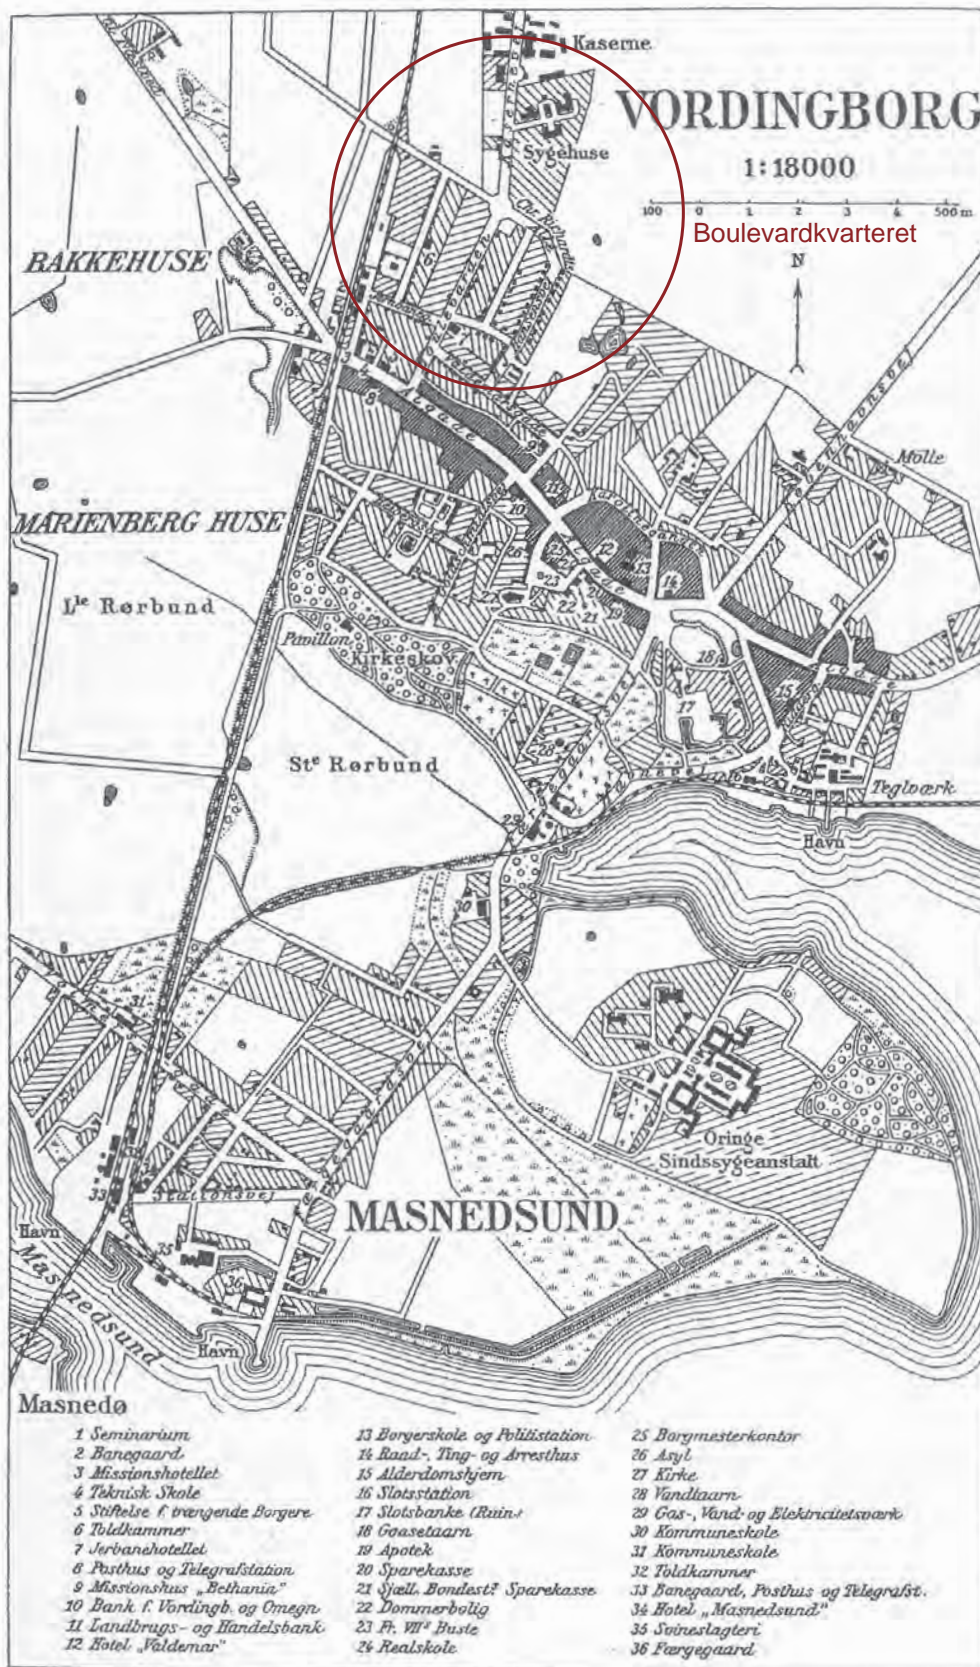 Kaserne
VORDINGBORG
1:18000
100 0 1 2 3 4 500 m
Boulevardkvarteret
N
Sygehuse
BAKKEHUSE
Algade
Mølle
MARIENBERG HUSE
Lle Rørbund
Pavillon
Kirkeskov
Ste Rørbund
Algade
Teglværk
Havn
Oringe
Sindssygeanstalt
Stationsvej
MASNEDSUND
Havn
Masnedsund
Havn
Masnedø
1 Seminarium
2 Banegaard
3 Missionshotellet
4 Teknisk Skole
5 Stiftelse f. trængende Borgere
6 Toldkammer
7 Jerbanehotellet
8 Posthus og Telegrafstation
9 Missionshus „Bethania"
10 Bank f. Vordingb. og Omegn
11 Landbrugs- og Handelsbank
12 Hotel „Valdemar"
13 Borgerskole og Politistation
14 Raad-, Ting- og Arresthus
15 Alderdomshjem
16 Slotsstation
17 Slotsbanke (Ruin)
18 Gaasetaarn
19 Apotek
20 Sparekasse
21 Sjæll. Bondest? Sparekasse
22 Dommerbolig
23 Fr. VII's Buste
24 Realskole
25 Borgmesterkontor
26 Asyl
27 Kirke
28 Vandtaarn
29 Gas-, Vand- og Elektricitetsværk
30 Kommuneskole
31 Kommuneskole
32 Toldkammer
33 Banegaard, Posthus og Telegrafst.
34 Hotel „Masnedsund"
35 Svineslagteri
36 Færgegaard